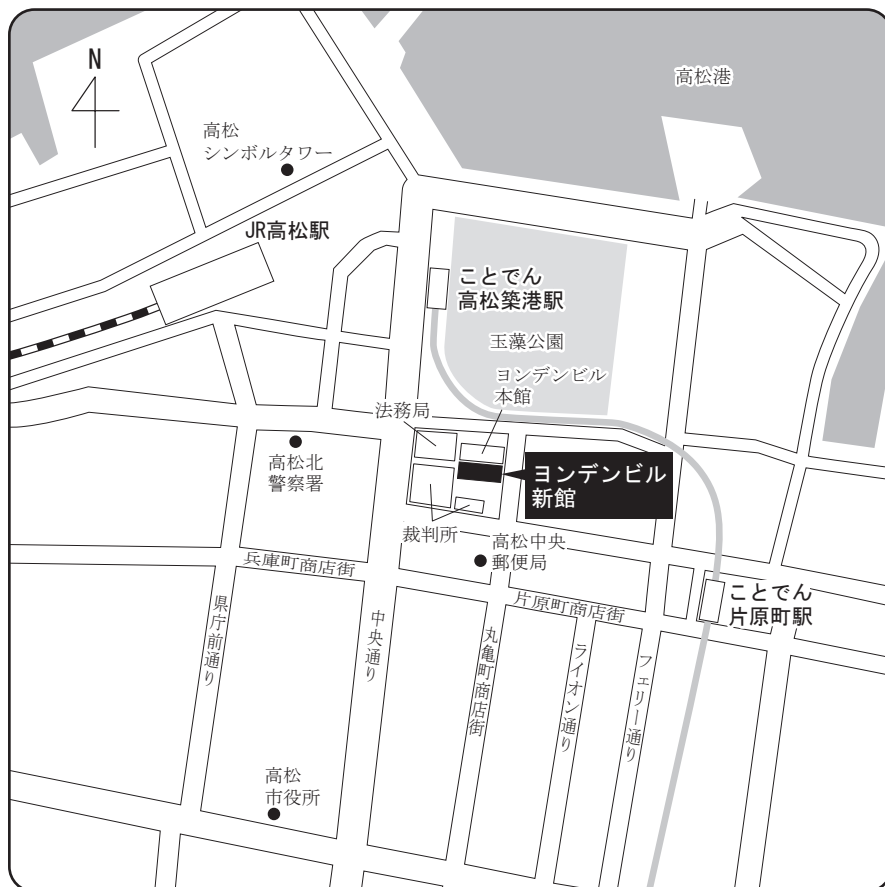 N
高松港
高松
シンボルタワー
JR高松駅
ことでん
高松築港駅
玉藻公園
ヨンデンビル
本館
法務局
高松北
警察署
ヨンデンビル
新館
裁判所
高松中央
郵便局
兵庫町商店街
片原町商店街
ことでん
片原町駅
県庁前通り
中央通り
丸亀町商店街
ライオン通り
フェリー通り
高松
市役所